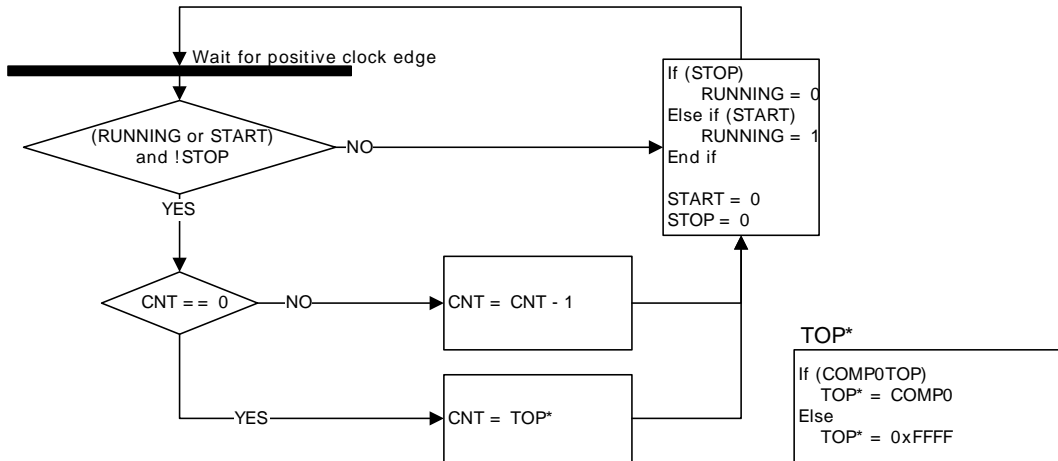 Wait for positive clock edge
If (STOP)
RUNNING = 0
Else if (START)
RUNNING = 1
End if
START = 0
STOP = 0
(RUNNING or START)
and !STOP
NO
YES
CNT == 0
NO
CNT = CNT - 1
YES
CNT = TOP*
TOP*
If (COMP0TOP)
TOP* = COMP0
Else
TOP* = 0xFFFF